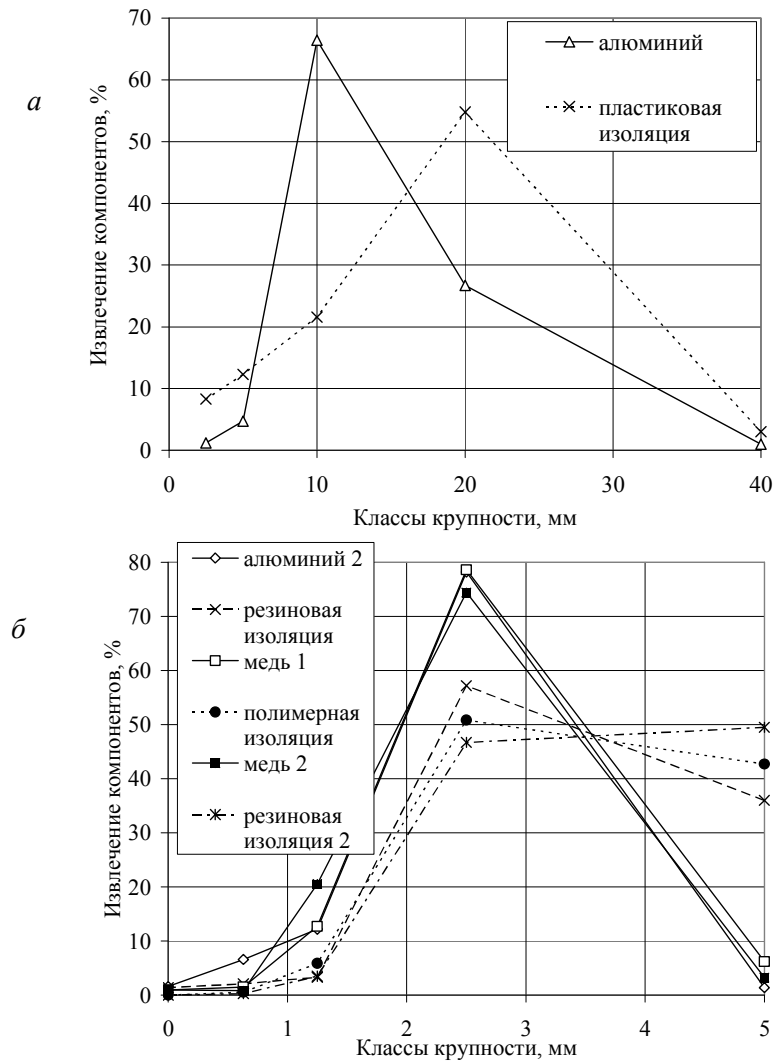 а
Извлечение компонентов, %
70
60
50
40
30
20
10
0
0 10 20 30 40
Классы крупности, мм
алюминий
пластиковая
изоляция
б
Извлечение компонентов, %
80
70
60
50
40
30
20
10
0
0 1 2 3 4 5
Классы крупности, мм
алюминий 2
резиновая
изоляция
медь 1
полимерная
изоляция
медь 2
резиновая
изоляция 2